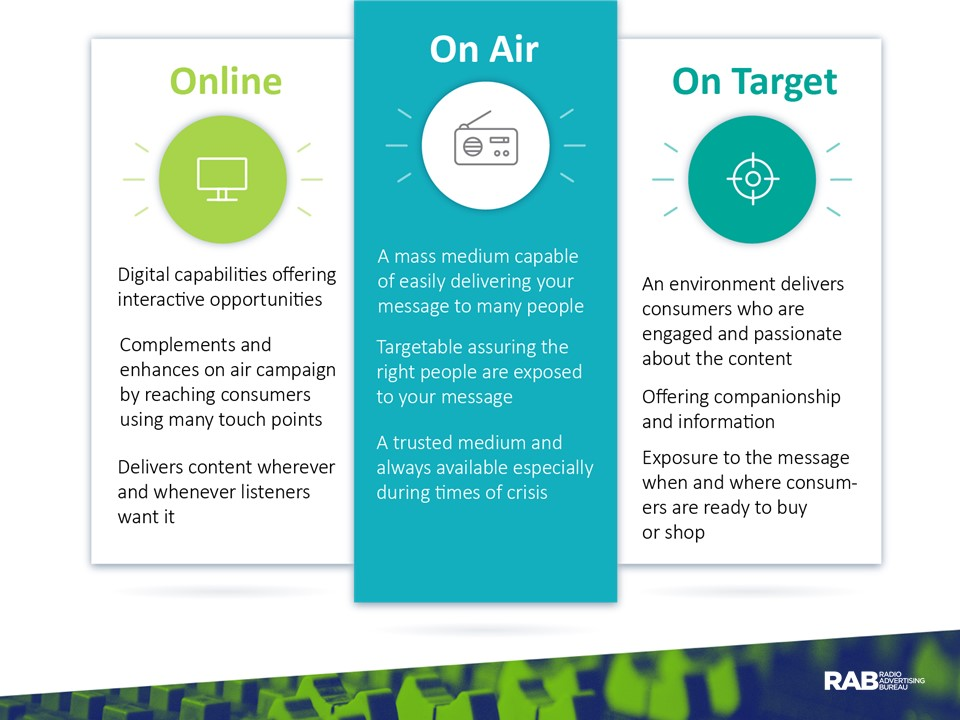 Online
Digital capabilities offering
interactive opportunities
Complements and
enhances on air campaign
by reaching consumers
using many touch points
Delivers content wherever
and whenever listeners
want it
On Air
A mass medium capable
of easily delivering your
message to many people
Targetable assuring the
right people are exposed
to your message
A trusted medium and
always available especially
during times of crisis
On Target
An environment delivers
consumers who are
engaged and passionate
about the content
Offering companionship
and information
Exposure to the message
when and where consum-
ers are ready to buy
or shop
RAB
RADIO
ADVERTISING
BUREAU